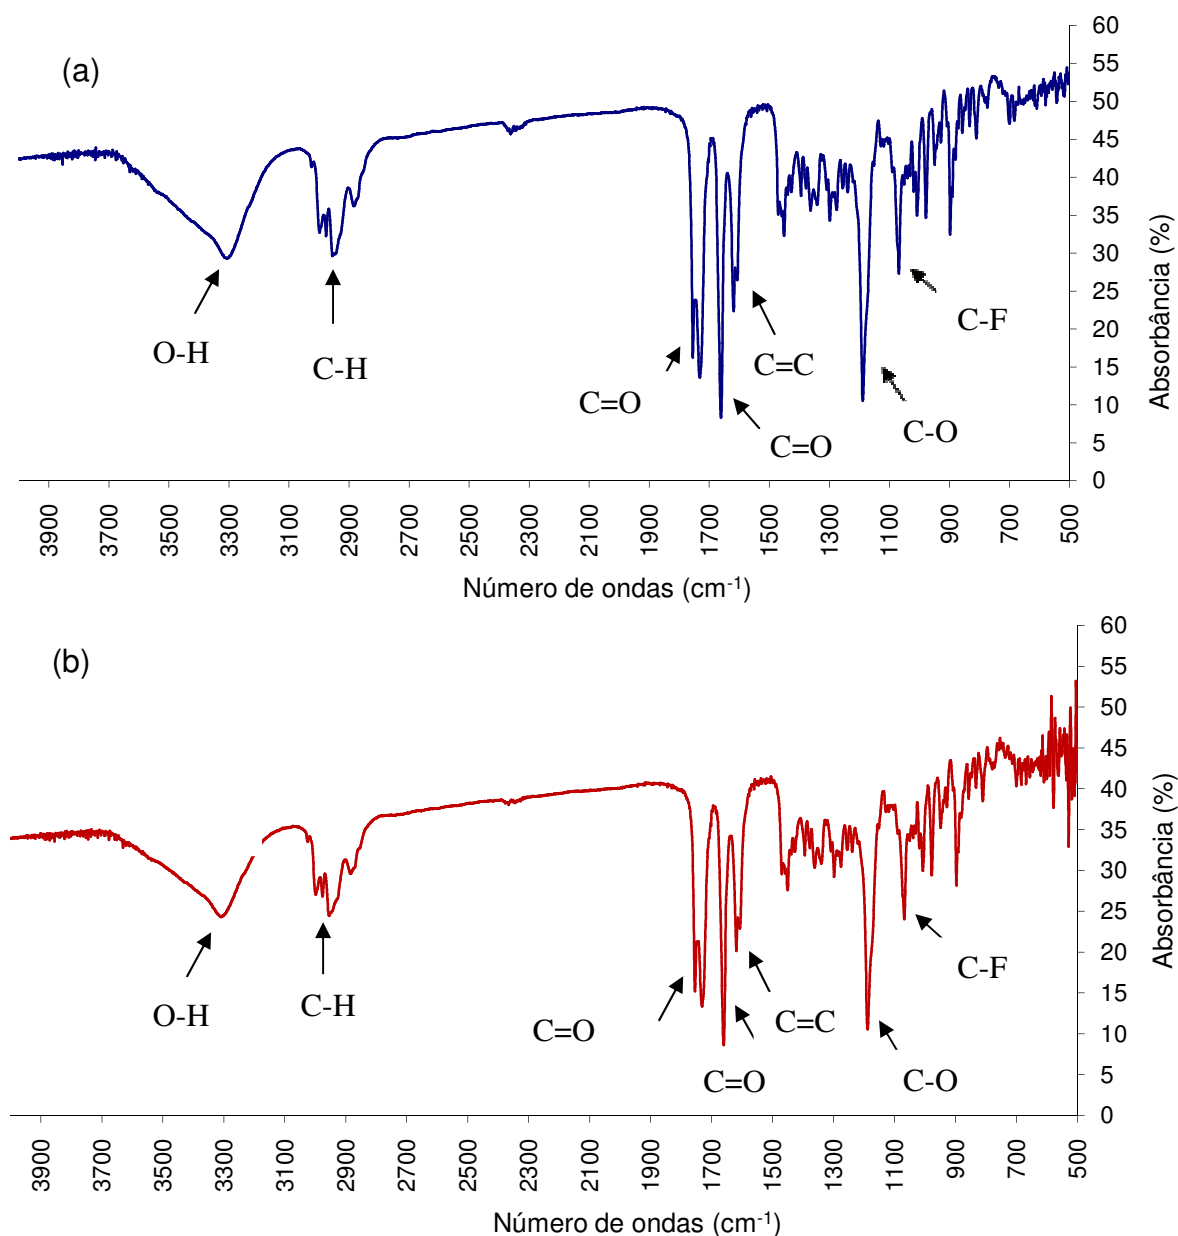 (a)
60
55
50
45
40
35
30
25
20
15
10
5
0
Absorbância (%)
O-H
C-H
C=O
C=O
C=C
C-O
C-F
3900 3700 3500 3300 3100 2900 2700 2500 2300 2100 1900 1700 1500 1300 1100 900 700 500
Número de ondas (cm-1)
(b)
60
55
50
45
40
35
30
25
20
15
10
5
0
Absorbância (%)
O-H
C-H
C=O
C=O
C=C
C-O
C-F
3900 3700 3500 3300 3100 2900 2700 2500 2300 2100 1900 1700 1500 1300 1100 900 700 500
Número de ondas (cm-1)